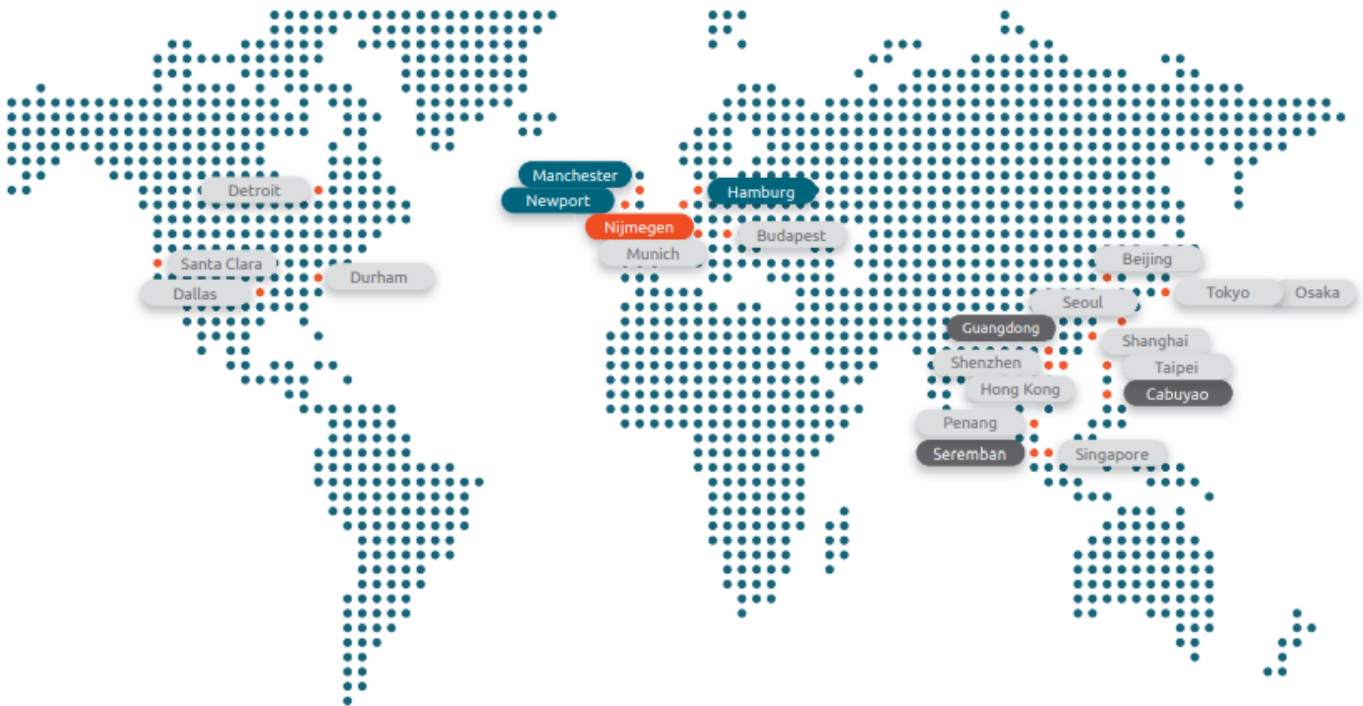 Manchester
Detroit
Hamburg
Newport
Nijmegen
Budapest
Munich
Beijing
Santa Clara
Durham
Dallas
Tokyo
Osaka
Seoul
Guangdong
Shanghai
Shenzhen
Taipei
Hong Kong
Cabuyao
Penang
Seremban
Singapore